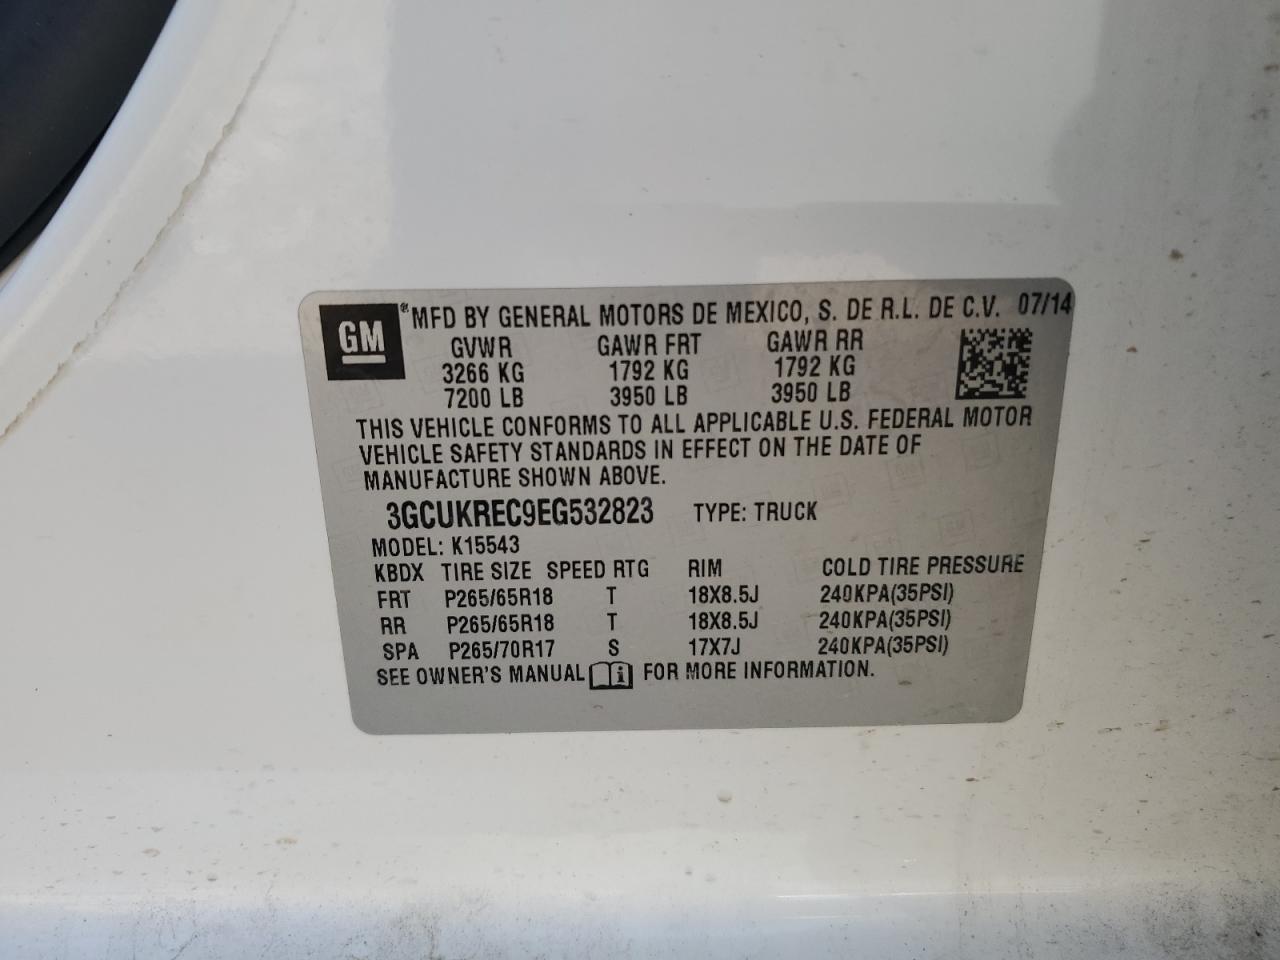 GM ® MFD BY GENERAL MOTORS DE MEXICO, S. DE R.L. DE C.V. 07/14
GVWR GAWR FRT GAWR RR
3266 KG 1792 KG 1792 KG
7200 LB 3950 LB 3950 LB
THIS VEHICLE CONFORMS TO ALL APPLICABLE U.S. FEDERAL MOTOR
VEHICLE SAFETY STANDARDS IN EFFECT ON THE DATE OF
MANUFACTURE SHOWN ABOVE.
3GCUKREC9EG532823 TYPE: TRUCK
MODEL: K15543
KBDX TIRE SIZE SPEED RTG RIM COLD TIRE PRESSURE
FRT P265/65R18 T 18X8.5J 240KPA(35PSI)
RR P265/65R18 T 18X8.5J 240KPA(35PSI)
SPA P265/70R17 S 17X7J 240KPA(35PSI)
SEE OWNER'S MANUAL i FOR MORE INFORMATION.